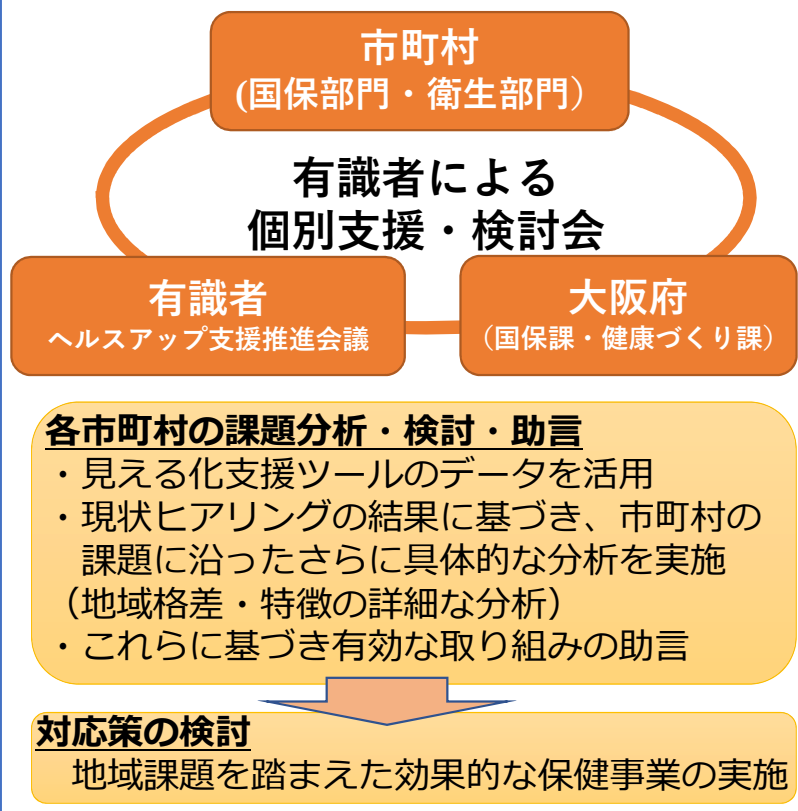 市町村
(国保部門・衛生部門）
有識者による
個別支援・検討会
有識者
ヘルスアップ支援推進会議
大阪府
（国保課・健康づくり課）
各市町村の課題分析・検討・助言
・見える化支援ツールのデータを活用
・現状ヒアリングの結果に基づき、市町村の
課題に沿ったさらに具体的な分析を実施
（地域格差・特徴の詳細な分析）
・これらに基づき有効な取り組みの助言
対応策の検討
地域課題を踏まえた効果的な保健事業の実施